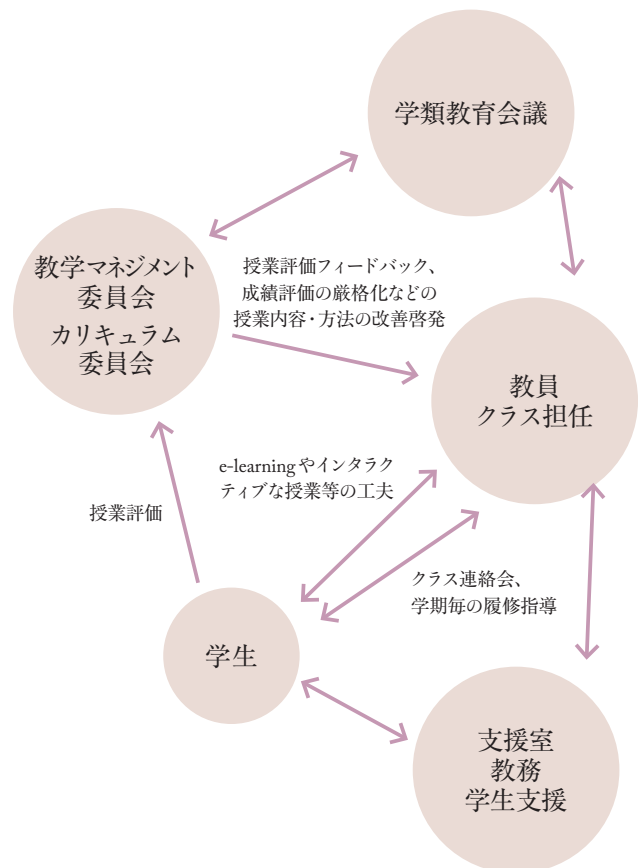 学類教育会議
教学マネジメント
委員会
カリキュラム
委員会
授業評価フィードバック、
成績評価の厳格化などの
授業内容・方法の改善啓発
教員
クラス担任
e-learningやインタラク
ティブな授業等の工夫
授業評価
クラス連絡会、
学期毎の履修指導
学生
支援室
教務
学生支援